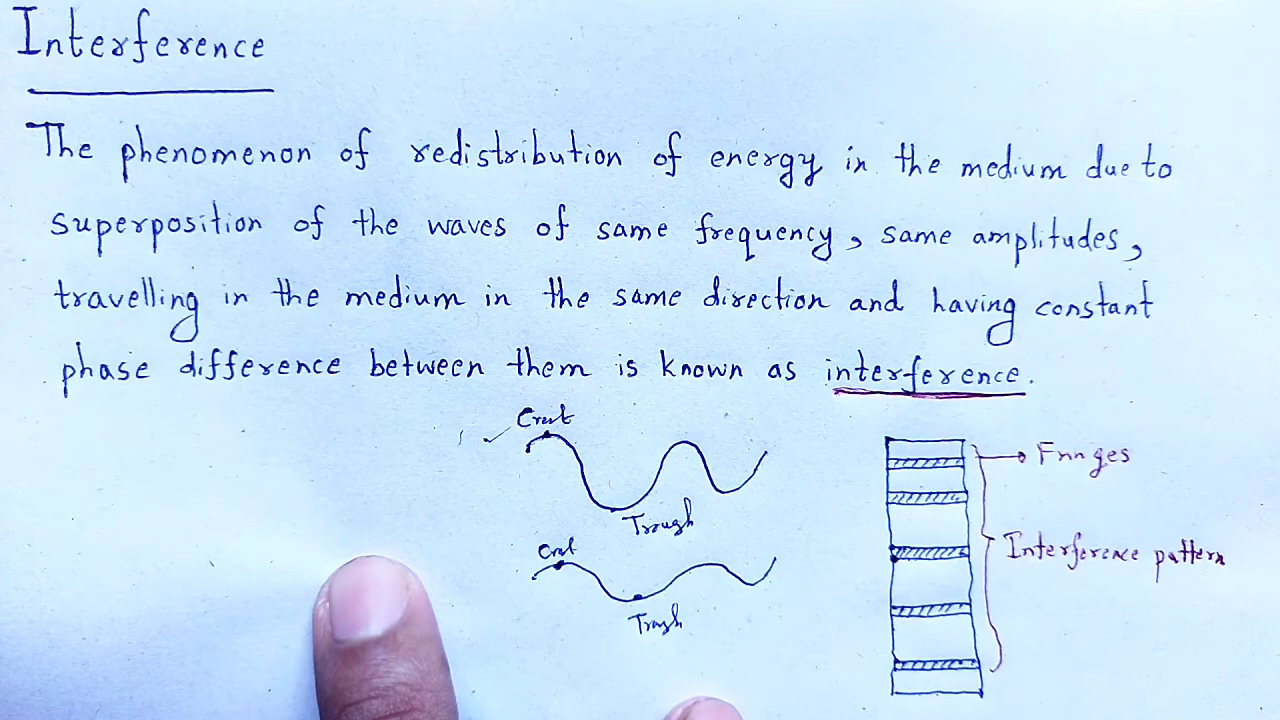 Interference
The phenomenon of redistribution of energy in the medium due to
superposition of the waves of same frequency, same amplitudes,
travelling in the medium in the same direction and having constant
phase difference between them is known as interference.
Crest
Trough
Crest
Trough
Fringes
Interference pattern